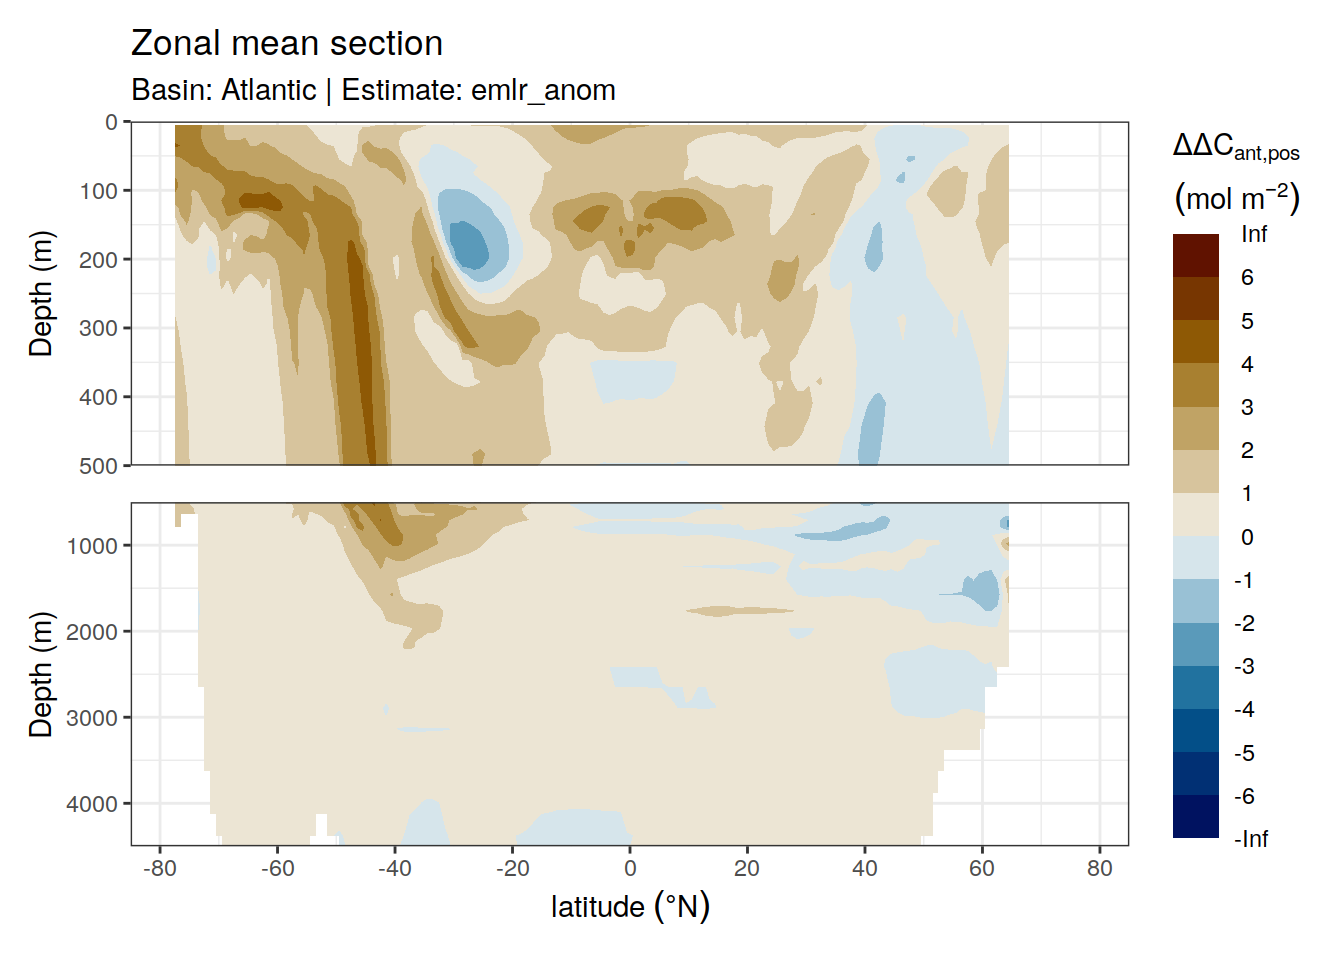 Zonal mean section
Basin: Atlantic | Estimate: emlr_anom
0
100
200
300
400
500
Depth (m)
1000
2000
3000
4000
Depth (m)
-80 -60 -40 -20 0 20 40 60 80
latitude (°N)
ΔΔCant,pos
(mol m−2)
Inf
6
5
4
3
2
1
0
-1
-2
-3
-4
-5
-6
-Inf